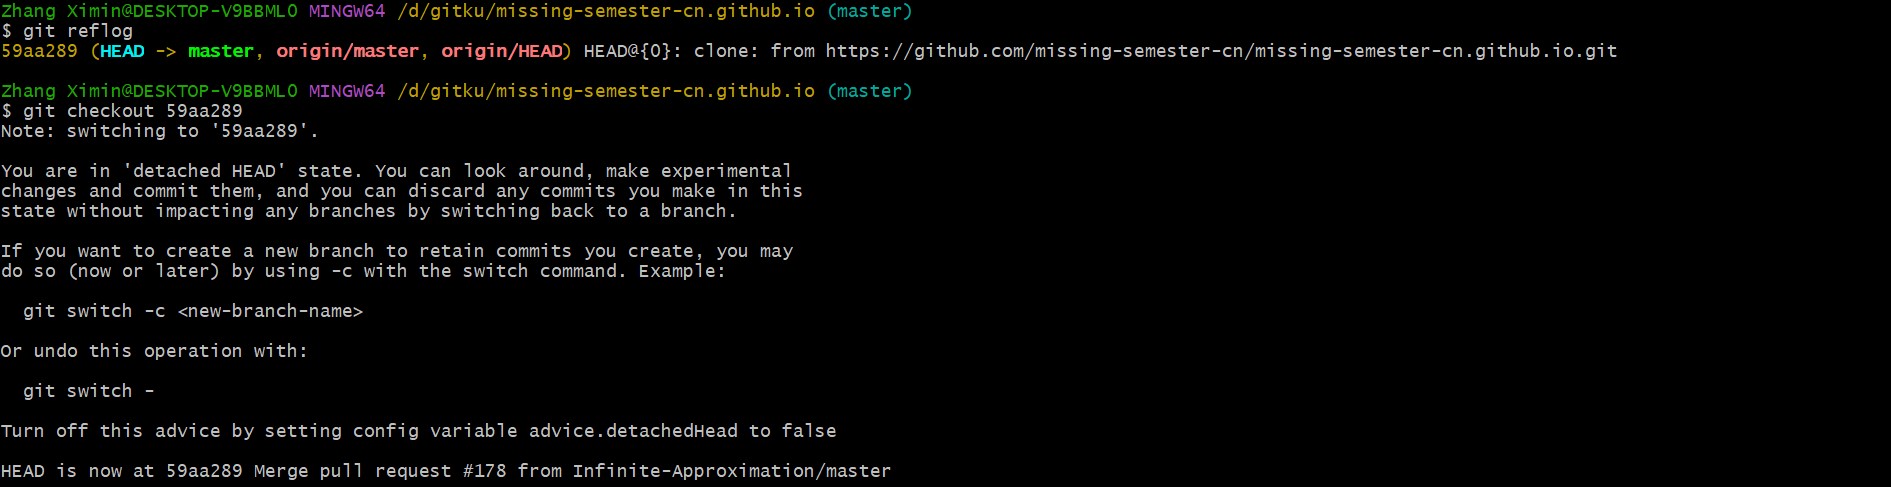 Zhang Ximin@DESKTOP-V9BBML0 MINGW64 /d/gitku/missing-semester-cn.github.io (master)
$ git reflog
59aa289 (HEAD -> master, origin/master, origin/HEAD) HEAD@{0}: clone: from https://github.com/missing-semester-cn/missing-semester-cn.github.io.git
Zhang Ximin@DESKTOP-V9BBML0 MINGW64 /d/gitku/missing-semester-cn.github.io (master)
$ git checkout 59aa289
Note: switching to '59aa289'.
You are in 'detached HEAD' state. You can look around, make experimental
changes and commit them, and you can discard any commits you make in this
state without impacting any branches by switching back to a branch.
If you want to create a new branch to retain commits you create, you may
do so (now or later) by using -c with the switch command. Example:
git switch -c <new-branch-name>
Or undo this operation with:
git switch -
Turn off this advice by setting config variable advice.detachedHead to false
HEAD is now at 59aa289 Merge pull request #178 from Infinite-Approximation/master